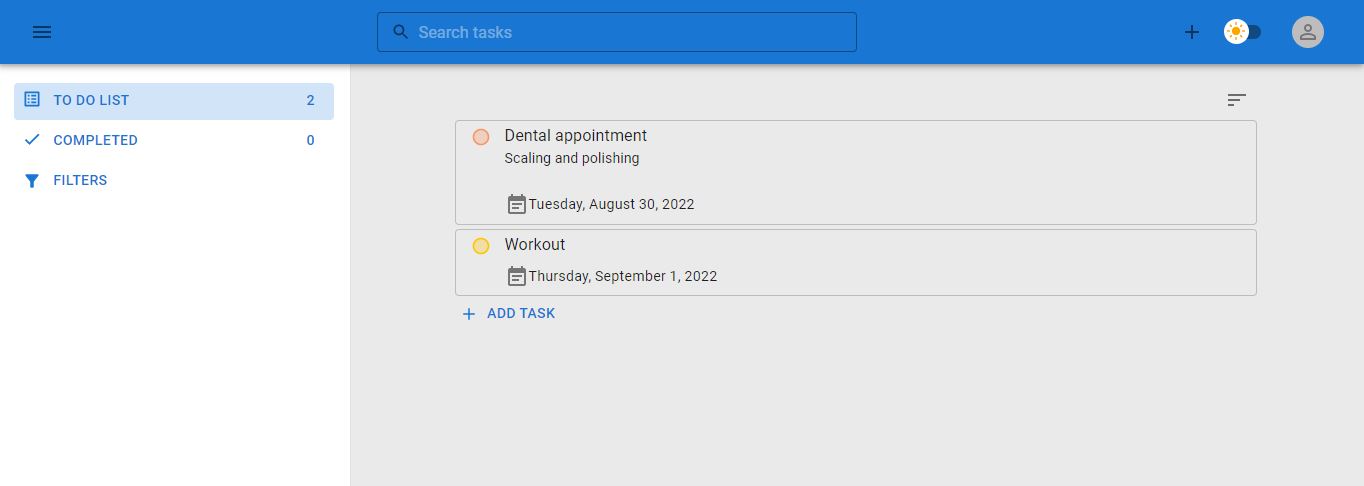 Search tasks
TO DO LIST 2
COMPLETED 0
FILTERS
Dental appointment
Scaling and polishing
Tuesday, August 30, 2022
Workout
Thursday, September 1, 2022
ADD TASK